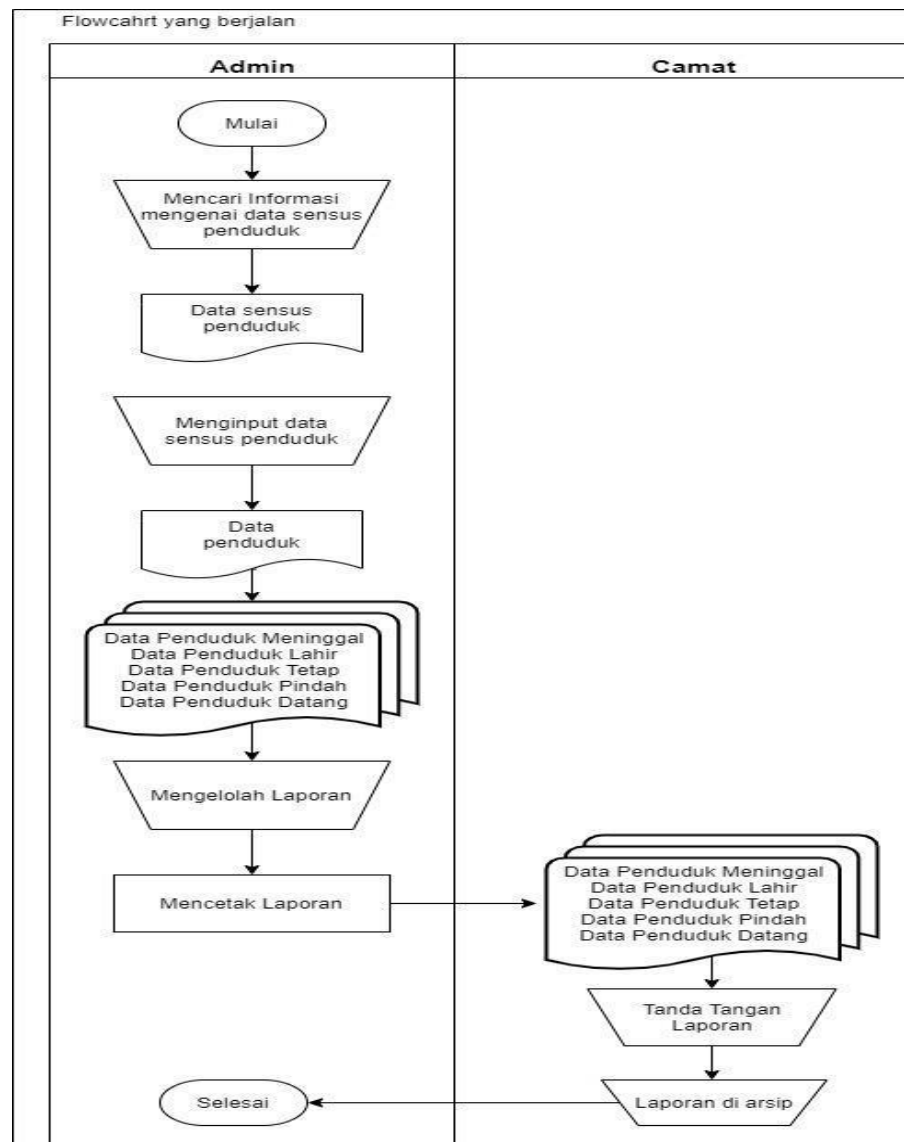 Flowcahrt yang berjalan
Admin
Camat
Mulai
Mencari Informasi
mengenai data sensus
penduduk
Data sensus
penduduk
Menginput data
sensus penduduk
Data
penduduk
Data Penduduk Meninggal
Data Penduduk Lahir
Data Penduduk Tetap
Data Penduduk Pindah
Data Penduduk Datang
Mengelolah Laporan
Mencetak Laporan
Data Penduduk Meninggal
Data Penduduk Lahir
Data Penduduk Tetap
Data Penduduk Pindah
Data Penduduk Datang
Tanda Tangan
Laporan
Laporan di arsip
Selesai